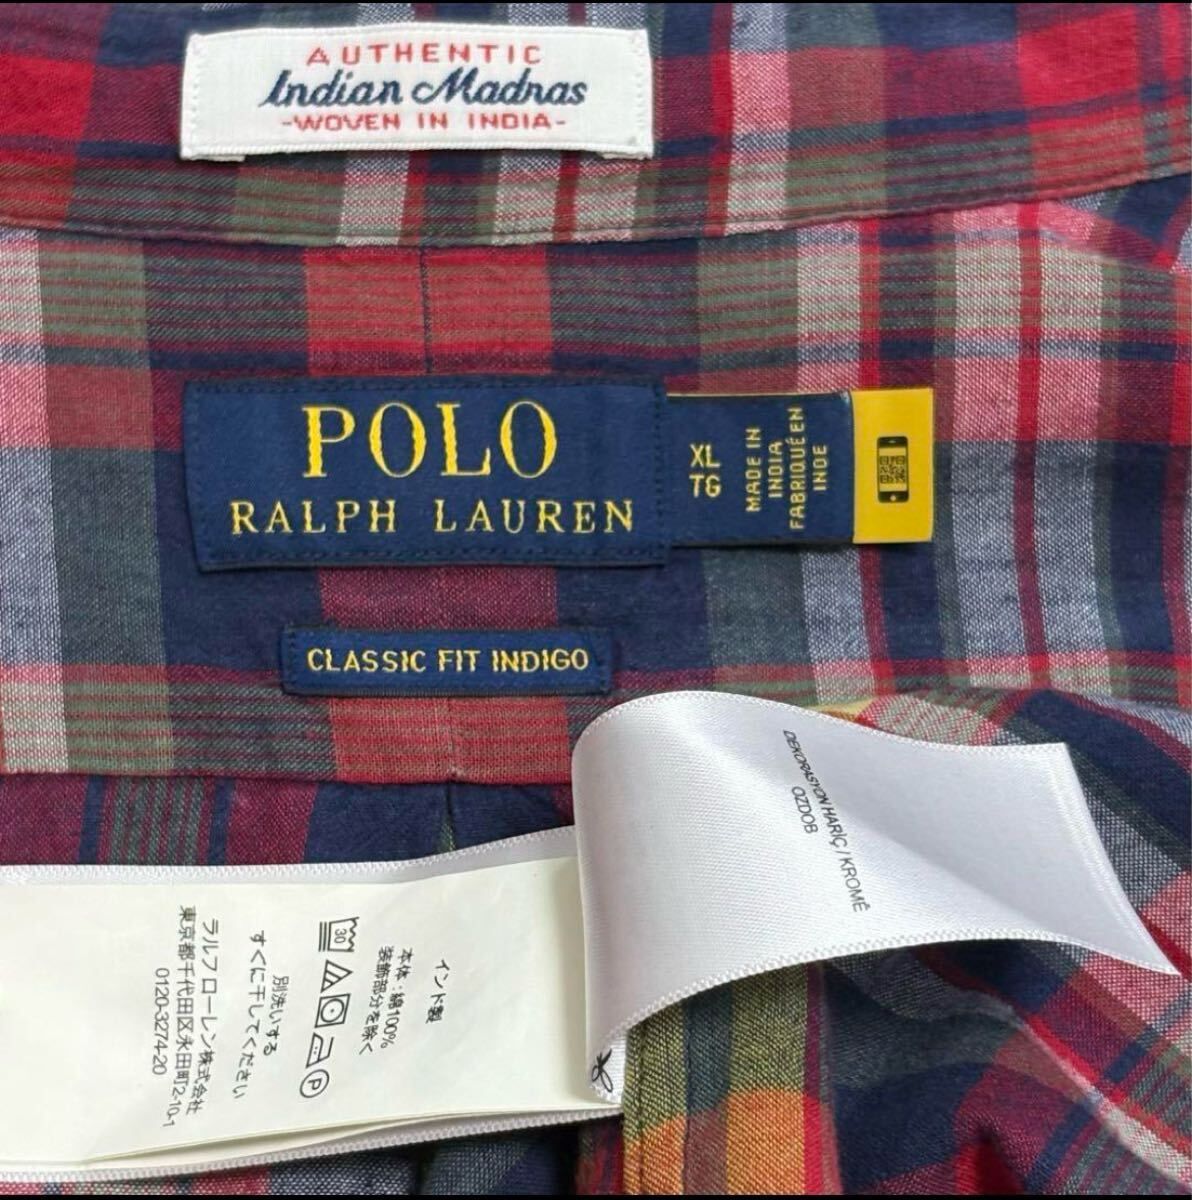 AUTHENTIC
Indian Madras
-WOVEN IN INDIA-
POLO
RALPH LAUREN
XL
TG
MADE IN
INDIA
FABRIQUÉ EN
INDE
CLASSIC FIT INDIGO
DEKORASYON HARİÇ / KROMĚ
OZDOB
インド製
本体:綿100%
装飾部分を除く
30
P
別洗いする
すぐに干してください
ラルフローレン株式会社
東京都千代田区永田町2-10-1
0120-3274-20